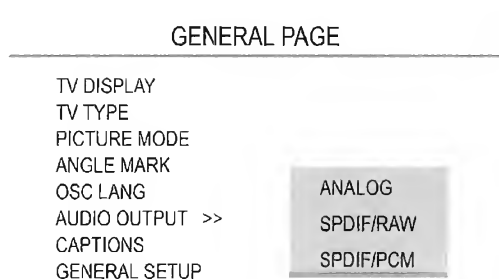 GENERAL PAGE
TV DISPLAY
TV TYPE
PICTURE MODE
ANGLE MARK
OSC LANG
AUDIO OUTPUT >>
CAPTIONS
GENERAL SETUP
ANALOG
SPDIF/RAW
SPDIF/PCM